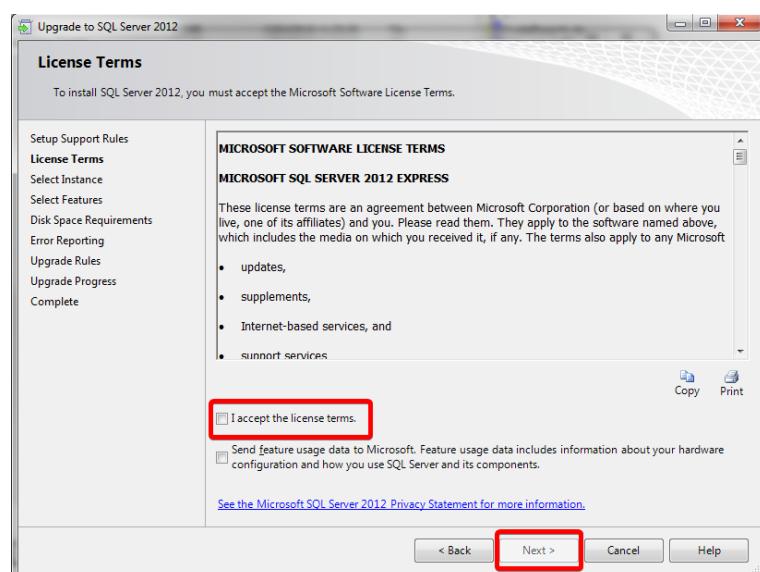 Upgrade to SQL Server 2012
License Terms
To install SQL Server 2012, you must accept the Microsoft Software License Terms.
Setup Support Rules
License Terms
Select Instance
Select Features
Disk Space Requirements
Error Reporting
Upgrade Rules
Upgrade Progress
Complete
MICROSOFT SOFTWARE LICENSE TERMS
MICROSOFT SQL SERVER 2012 EXPRESS
These license terms are an agreement between Microsoft Corporation (or based on where you
live, one of its affiliates) and you. Please read them. They apply to the software named above,
which includes the media on which you received it, if any. The terms also apply to any Microsoft
• updates,
• supplements,
• Internet-based services, and
• support services
Copy Print
I accept the license terms.
Send feature usage data to Microsoft. Feature usage data includes information about your hardware
configuration and how you use SQL Server and its components.
See the Microsoft SQL Server 2012 Privacy Statement for more information.
< Back Next > Cancel Help